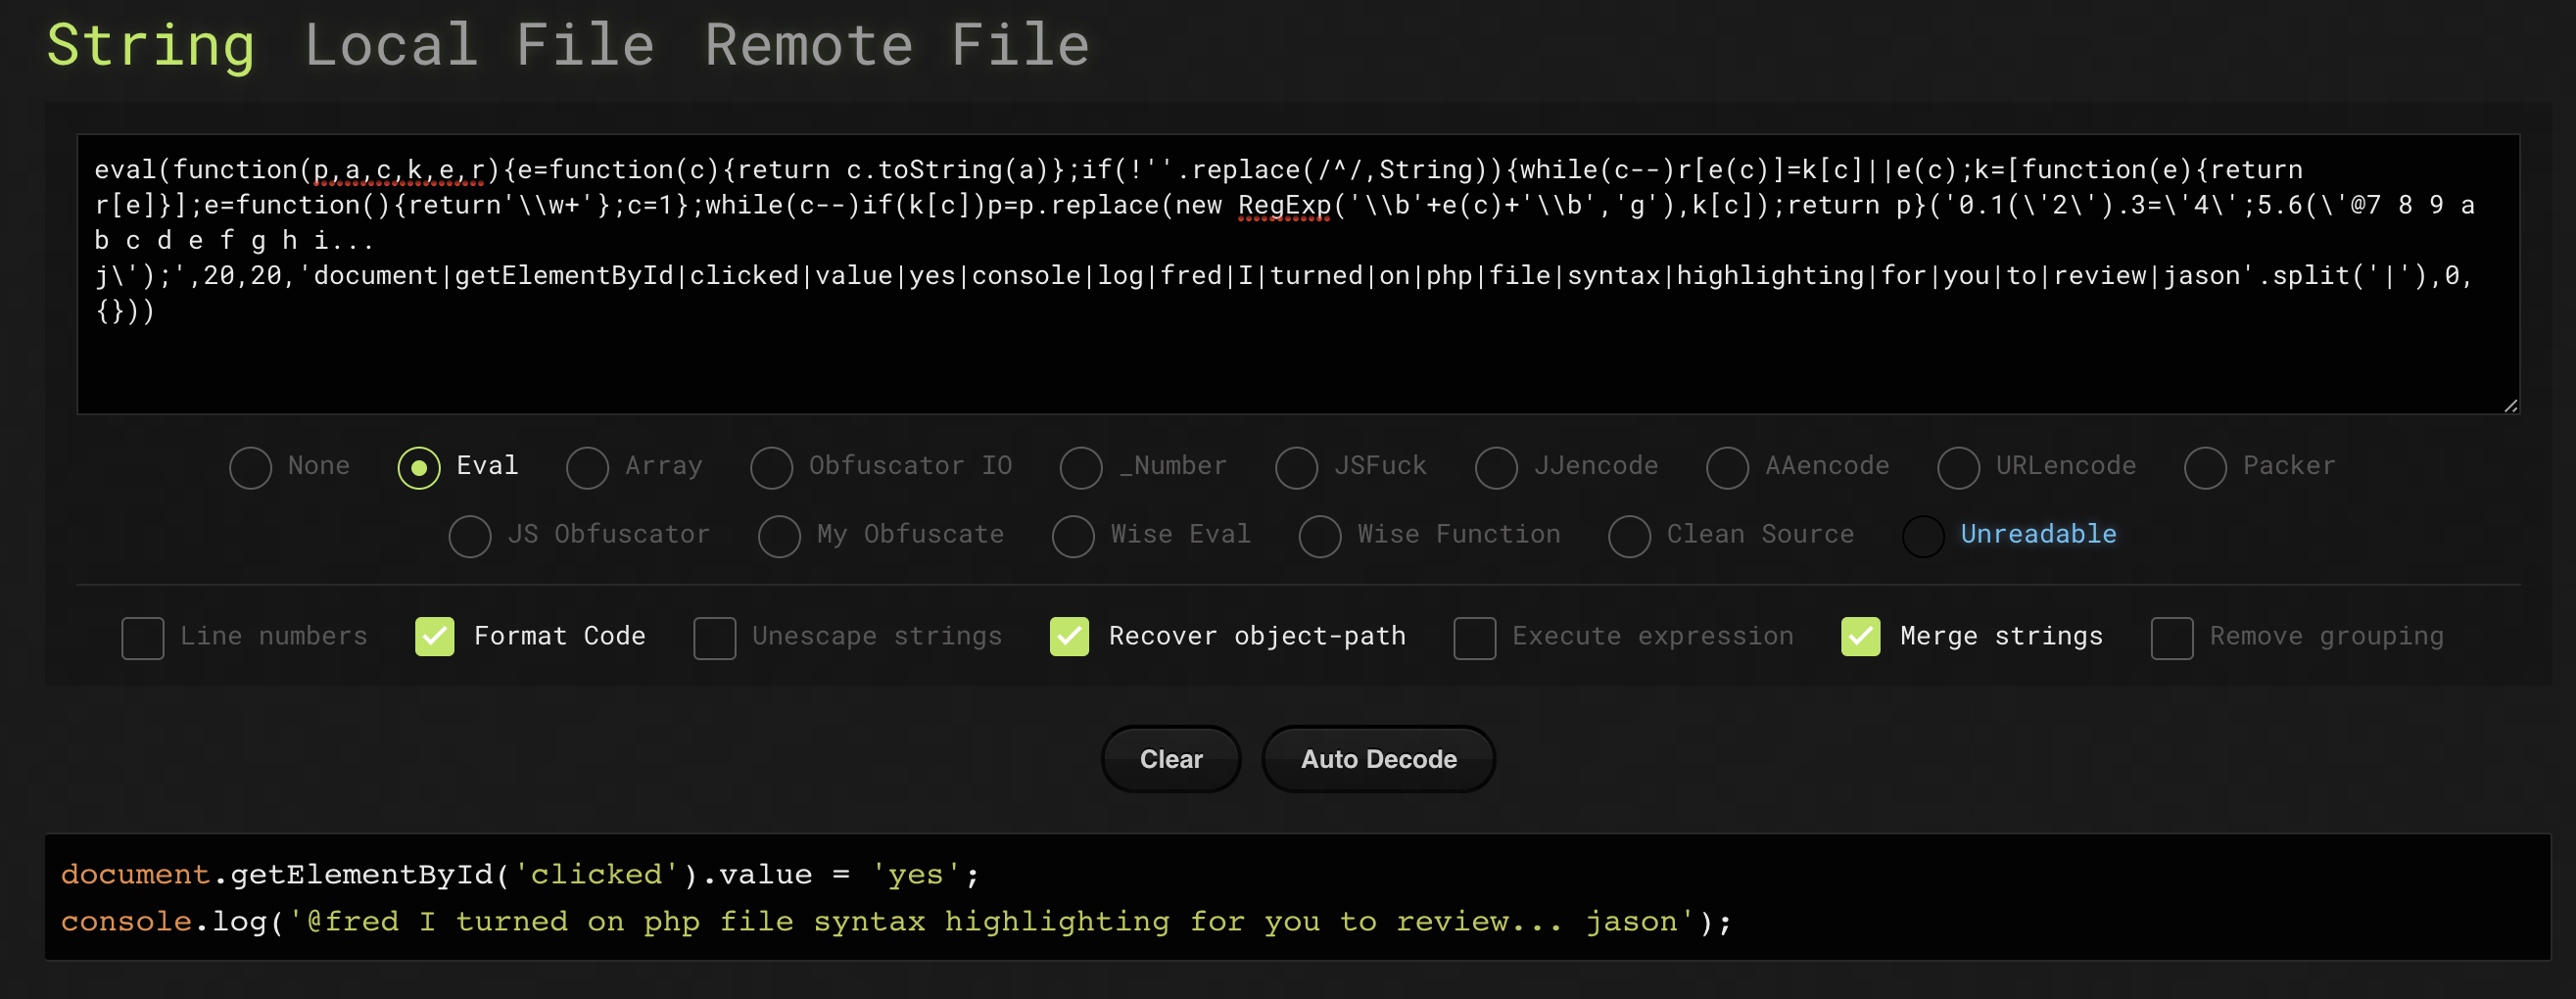 String Local File Remote File
eval(function(p,a,c,k,e,r){e=function(c){return c.toString(a)};if(!''.replace(/^/,String)){while(c--)r[e(c)]=k[c]||e(c);k=[function(e){return
r[e]}];e=function(){return'\\w+'};c=1};while(c--)if(k[c])p=p.replace(new RegExp('\\b'+e(c)+'\\b','g'),k[c]);return p}('0.1(\'2\').3=\'4\';5.6(\'@7 8 9 a
b c d e f g h i...
j\');',20,20,'document|getElementById|clicked|value|yes|console|log|fred|I|turned|on|php|file|syntax|highlighting|for|you|to|review|jason'.split('|'),0,
{}))
None Eval Array Obfuscator IO _Number JSFuck JJencode AAencode URLencode Packer
JS Obfuscator My Obfuscate Wise Eval Wise Function Clean Source Unreadable
Line numbers Format Code Unescape strings Recover object-path Execute expression Merge strings Remove grouping
Clear Auto Decode
document.getElementById('clicked').value = 'yes';
console.log('@fred I turned on php file syntax highlighting for you to review... jason');